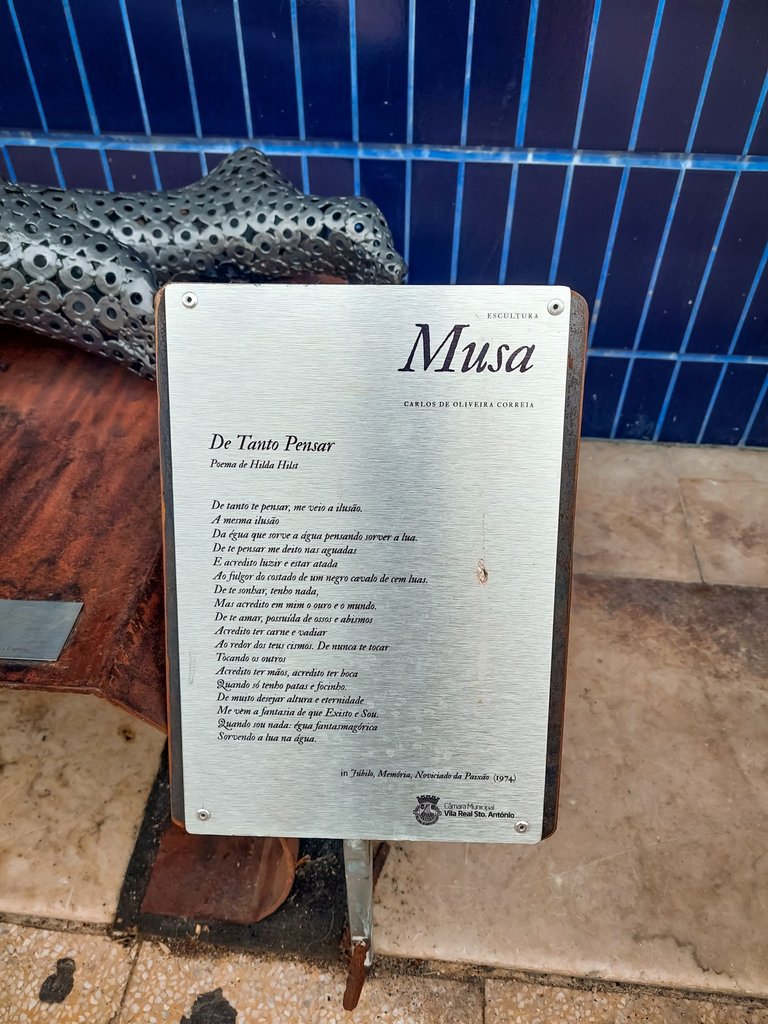 ESCULTURA
Musa
CARLOS DE OLIVEIRA CORREIA
De Tanto Pensar
Poema de Hilda Hilst
De tanto te pensar, me veio a ilusão.
A mesma ilusão
Da égua que sorve a água pensando sorver a lua.
De te pensar me deito nas aguadas
E acredito luzir e estar atada
Ao fulgor do costado de um negro cavalo de cem luas.
De te sonhar, tenho nada,
Mas acredito em mim o ouro e o mundo.
De te amar, possuída de ossos e abismos
Acredito ter carne e vadiar
Ao redor dos teus cismos. De nunca te tocar
Tocando os outros
Acredito ter mãos, acredito ter boca
Quando só tenho patas e focinho.
De muito desejar altura e eternidade
Me vêm a fantasia de que Existo e Sou.
Quando sou nada: égua fantasmagórica
Sorvendo a lua na água.
in Júbilo, Memória, Noviciado da Paixão (1974)
Câmara Municipal
Vila Real Sto. António